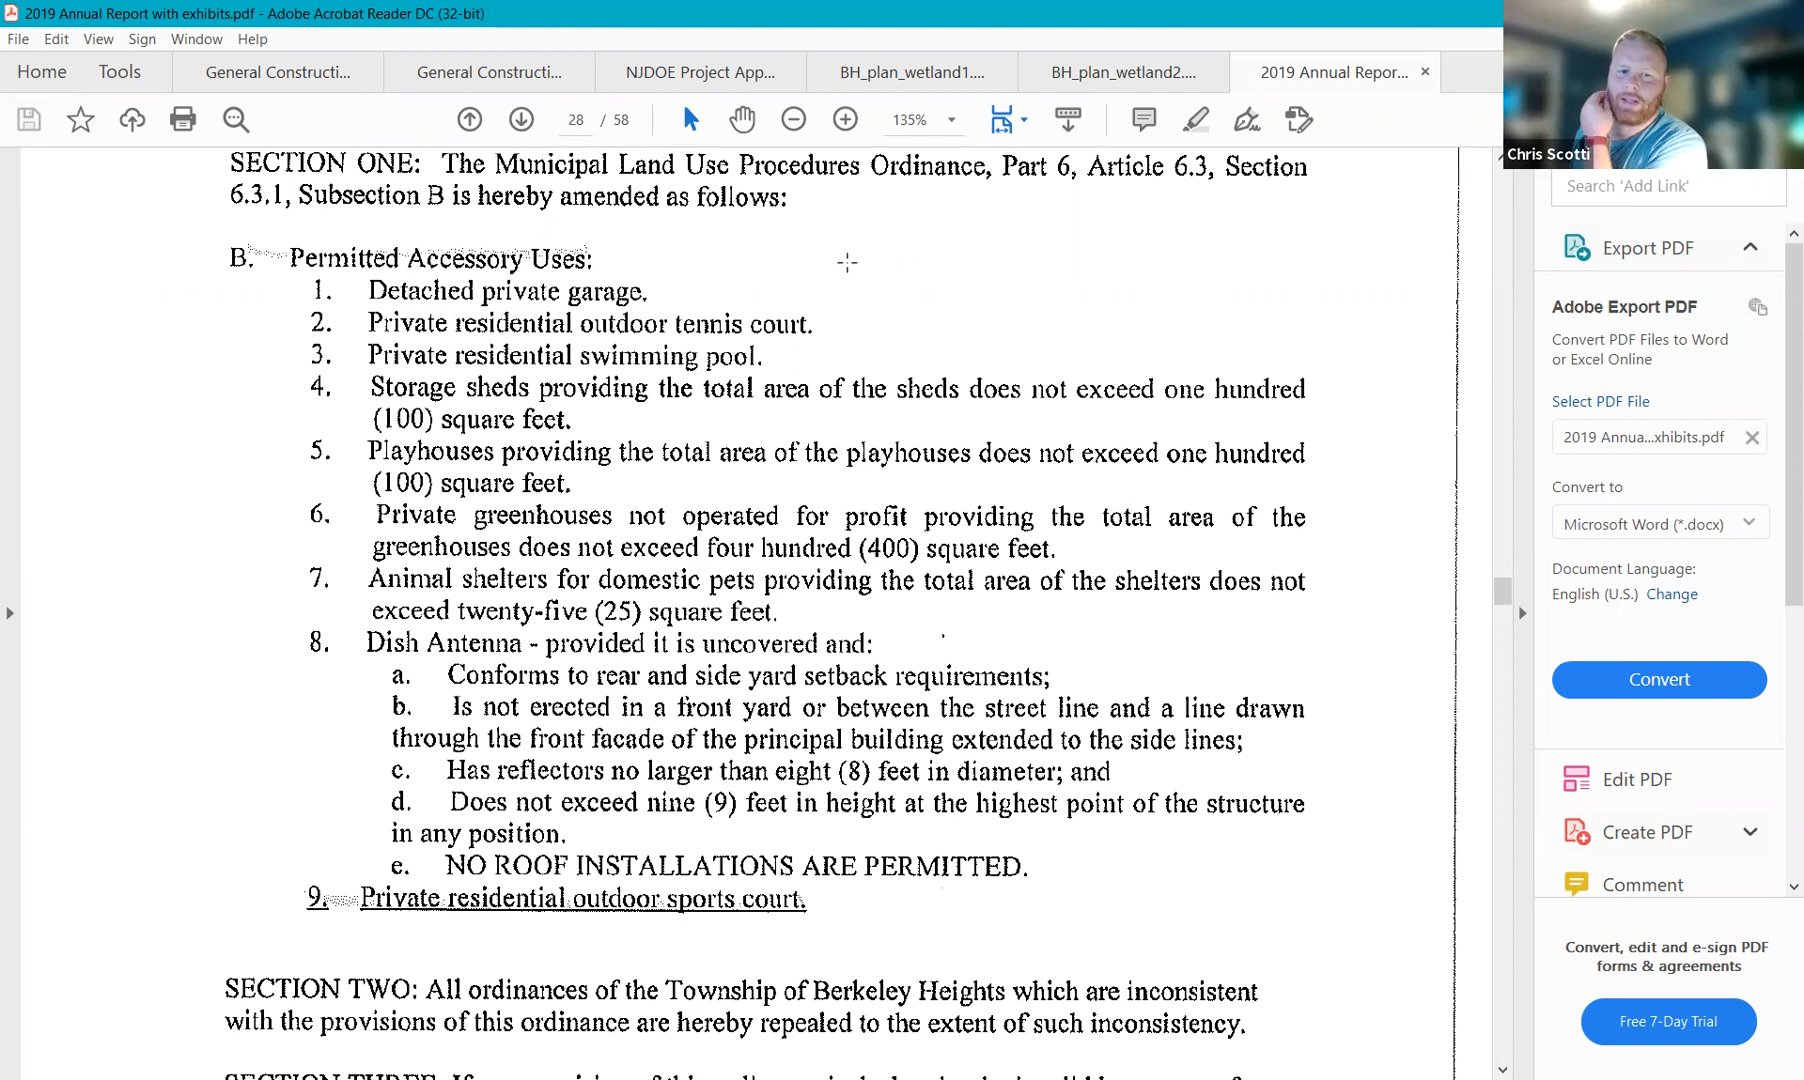 2019 Annual Report with exhibits.pdf - Adobe Acrobat Reader DC (32-bit)
File Edit View Sign Window Help
Home Tools General Constructi... General Constructi... NJDOE Project App... BH_plan_wetland1.... BH_plan_wetland2.... 2019 Annual Repor... ×
28 / 58 135%
Chris Scotti
SECTION ONE: The Municipal Land Use Procedures Ordinance, Part 6, Article 6.3, Section
6.3.1, Subsection B is hereby amended as follows:
B. Permitted Accessory Uses:
1. Detached private garage.
2. Private residential outdoor tennis court.
3. Private residential swimming pool.
4. Storage sheds providing the total area of the sheds does not exceed one hundred
(100) square feet.
5. Playhouses providing the total area of the playhouses does not exceed one hundred
(100) square feet.
6. Private greenhouses not operated for profit providing the total area of the
greenhouses does not exceed four hundred (400) square feet.
7. Animal shelters for domestic pets providing the total area of the shelters does not
exceed twenty-five (25) square feet.
8. Dish Antenna - provided it is uncovered and:
a. Conforms to rear and side yard setback requirements;
b. Is not erected in a front yard or between the street line and a line drawn
through the front facade of the principal building extended to the side lines;
c. Has reflectors no larger than eight (8) feet in diameter; and
d. Does not exceed nine (9) feet in height at the highest point of the structure
in any position.
e. NO ROOF INSTALLATIONS ARE PERMITTED.
9. Private residential outdoor sports court.
SECTION TWO: All ordinances of the Township of Berkeley Heights which are inconsistent
with the provisions of this ordinance are hereby repealed to the extent of such inconsistency.
Search 'Add Link'
Export PDF
Adobe Export PDF
Convert PDF Files to Word
or Excel Online
Select PDF File
2019 Annua...xhibits.pdf
Convert to
Microsoft Word (*.docx)
Document Language:
English (U.S.) Change
Convert
Edit PDF
Create PDF
Comment
Convert, edit and e-sign PDF
forms & agreements
Free 7-Day Trial